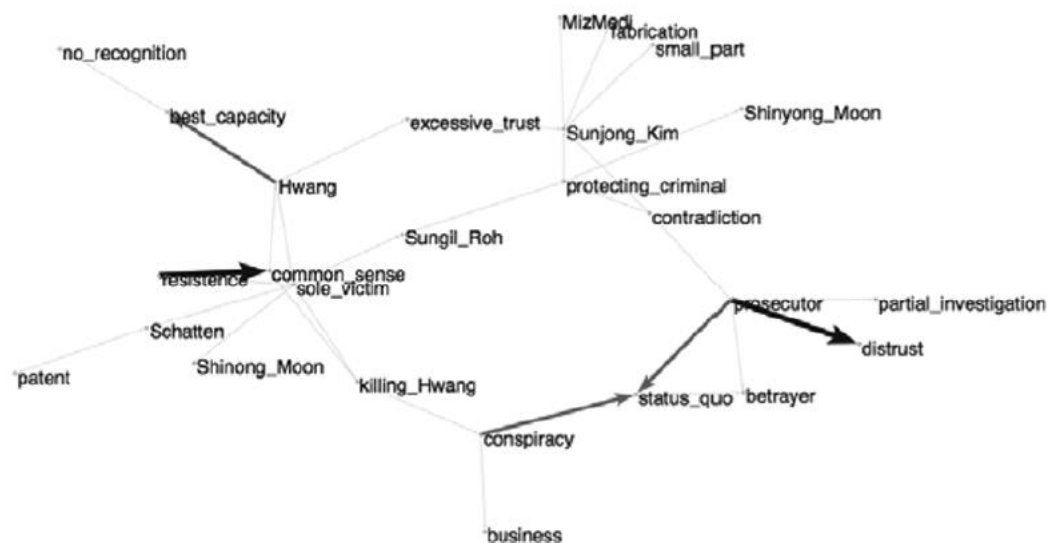 MizMedi
fabrication
small_part
no_recognition
best_capacity
excessive_trust
Sunjong_Kim
Shinyong_Moon
Hwang
protecting_criminal
contradiction
Sungil_Roh
resistence
common_sense
sole_victim
prosecutor
partial_investigation
Schatten
distrust
Shinong_Moon
patent
killing_Hwang
status_quo
betrayer
conspiracy
business